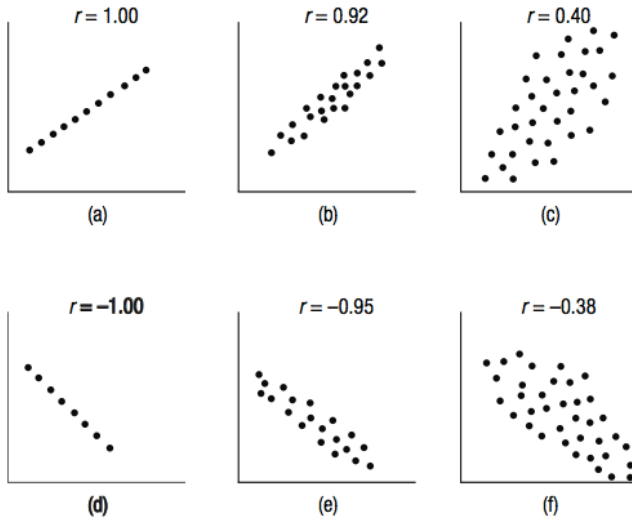 r = 1.00
r = 0.92
r = 0.40
(a)
(b)
(c)
r = –1.00
r = –0.95
r = –0.38
(d)
(e)
(f)